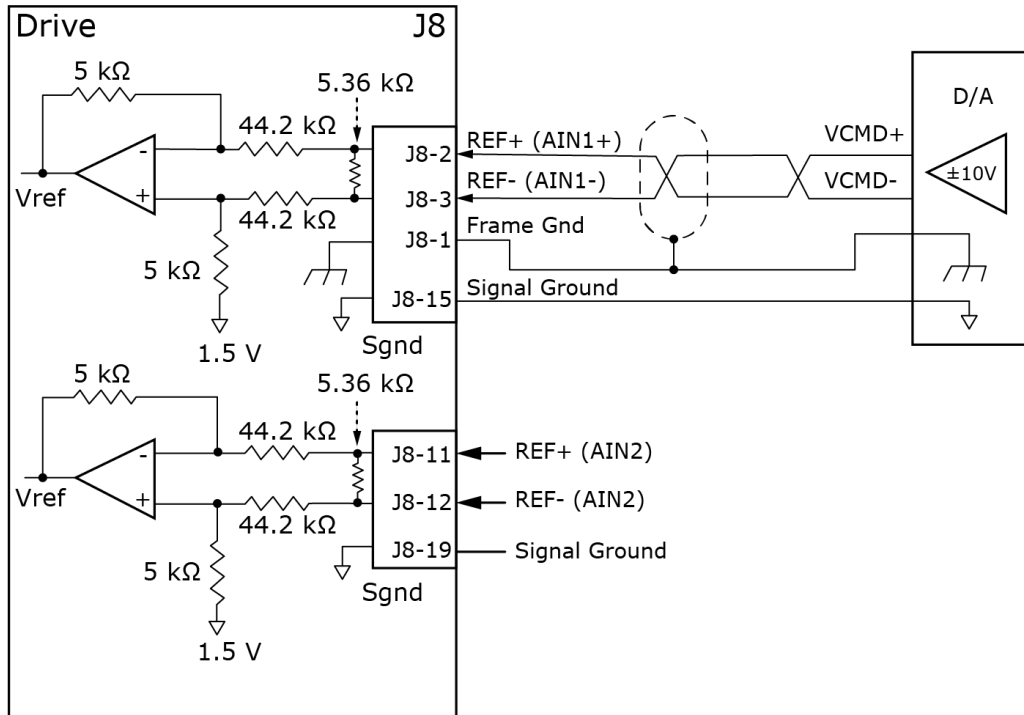 Drive
J8
5 kΩ
5.36 kΩ
44.2 kΩ
-
+
Vref
44.2 kΩ
5 kΩ
1.5 V
J8-2
J8-3
J8-1
J8-15
Sgnd
REF+ (AIN1+)
REF- (AIN1-)
Frame Gnd
Signal Ground
VCMD+
VCMD-
D/A
±10V
5 kΩ
5.36 kΩ
44.2 kΩ
-
+
Vref
44.2 kΩ
5 kΩ
1.5 V
J8-11
J8-12
J8-19
Sgnd
REF+ (AIN2)
REF- (AIN2)
Signal Ground